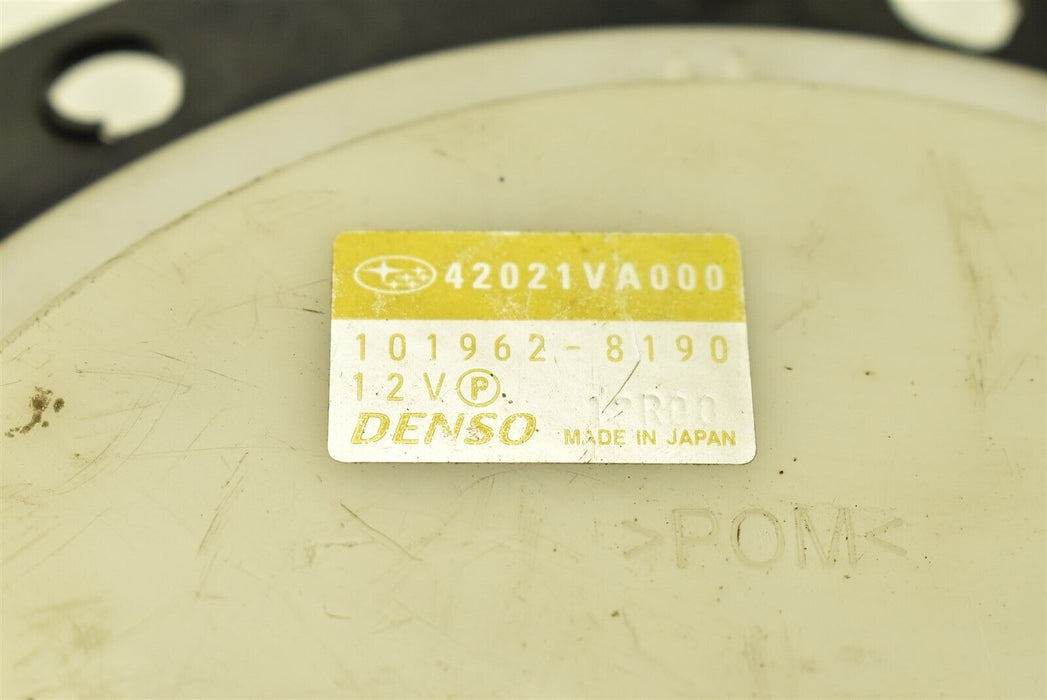 42021VA000
101962-8190
12V Ⓟ
DENSO MADE IN JAPAN
>POM<